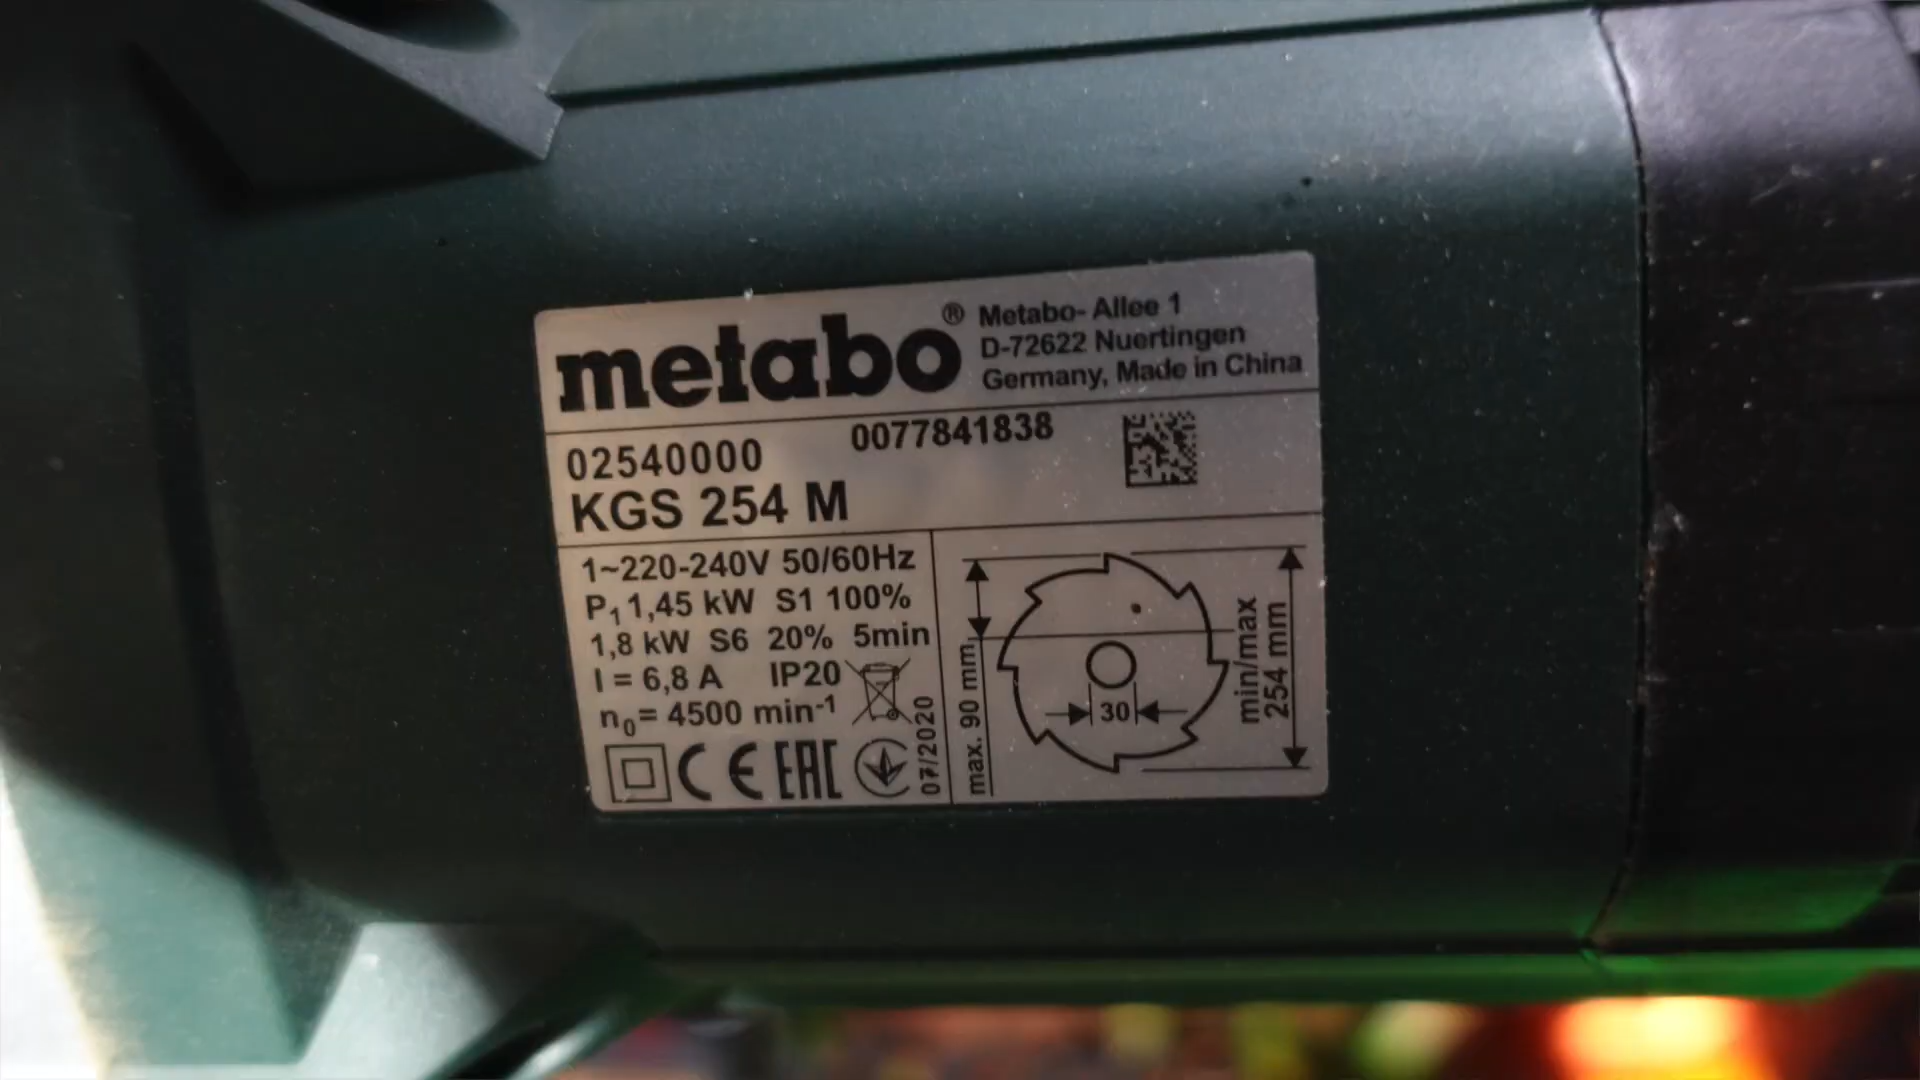 metabo®
Metabo- Allee 1
D-72622 Nuertingen
Germany, Made in China
02540000 0077841838
KGS 254 M
1~220-240V 50/60Hz
P₁ 1,45 kW S1 100%
1,8 kW S6 20% 5min
I = 6,8 A IP20
n₀= 4500 min⁻¹
CE EAC
07/2020
max. 90 mm
30
min/max
254 mm